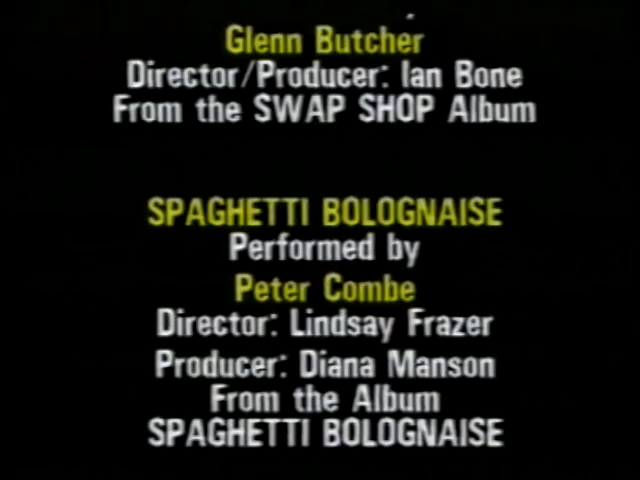 Glenn Butcher
Director/Producer: Ian Bone
From the SWAP SHOP Album
SPAGHETTI BOLOGNAISE
Performed by
Peter Combe
Director: Lindsay Frazer
Producer: Diana Manson
From the Album
SPAGHETTI BOLOGNAISE